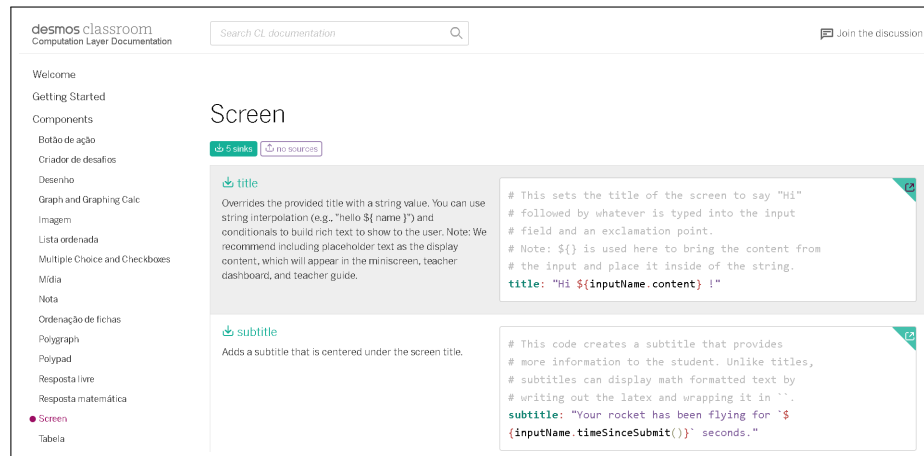 desmos classroom
Computation Layer Documentation
Search CL documentation
Join the discussion
Welcome
Getting Started
Components
Botão de ação
Criador de desafios
Desenho
Graph and Graphing Calc
Imagem
Lista ordenada
Multiple Choice and Checkboxes
Mídia
Nota
Ordenação de fichas
Polygraph
Polypad
Resposta livre
Resposta matemática
Screen
Tabela
Screen
5 sinks
no sources
title
Overrides the provided title with a string value. You can use
string interpolation (e.g., "hello ${ name }") and
conditionals to build rich text to show to the user. Note: We
recommend including placeholder text as the display
content, which will appear in the miniscreen, teacher
dashboard, and teacher guide.
# This sets the title of the screen to say "Hi"
# followed by whatever is typed into the input
# field and an exclamation point.
# Note: ${} is used here to bring the content from
# the input and place it inside of the string.
title: "Hi ${inputName.content} !"
subtitle
Adds a subtitle that is centered under the screen title.
# This code creates a subtitle that provides
# more information to the student. Unlike titles,
# subtitles can display math formatted text by
# writing out the latex and wrapping it in ``.
subtitle: "Your rocket has been flying for `$
{inputName.timeSinceSubmit()}` seconds."